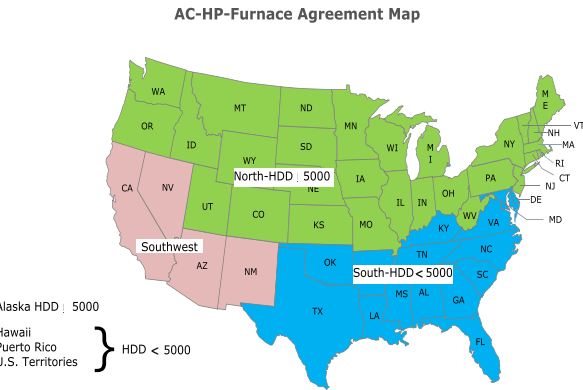 AC-HP-Furnace Agreement Map
WA
OR
ID
MT
ND
SD
WY
NE
MN
WI
M
I
IA
IL
IN
OH
PA
NY
M
E
VT
NH
MA
RI
CT
NJ
DE
MD
WV
VA
KY
UT
CO
KS
MO
North-HDD ¦ 5000
CA
NV
AZ
NM
Southwest
OK
TX
TN
NC
SC
MS
AL
GA
LA
FL
South-HDD < 5000
Alaska HDD ¦ 5000
Hawaii
Puerto Rico
U.S. Territories
HDD < 5000